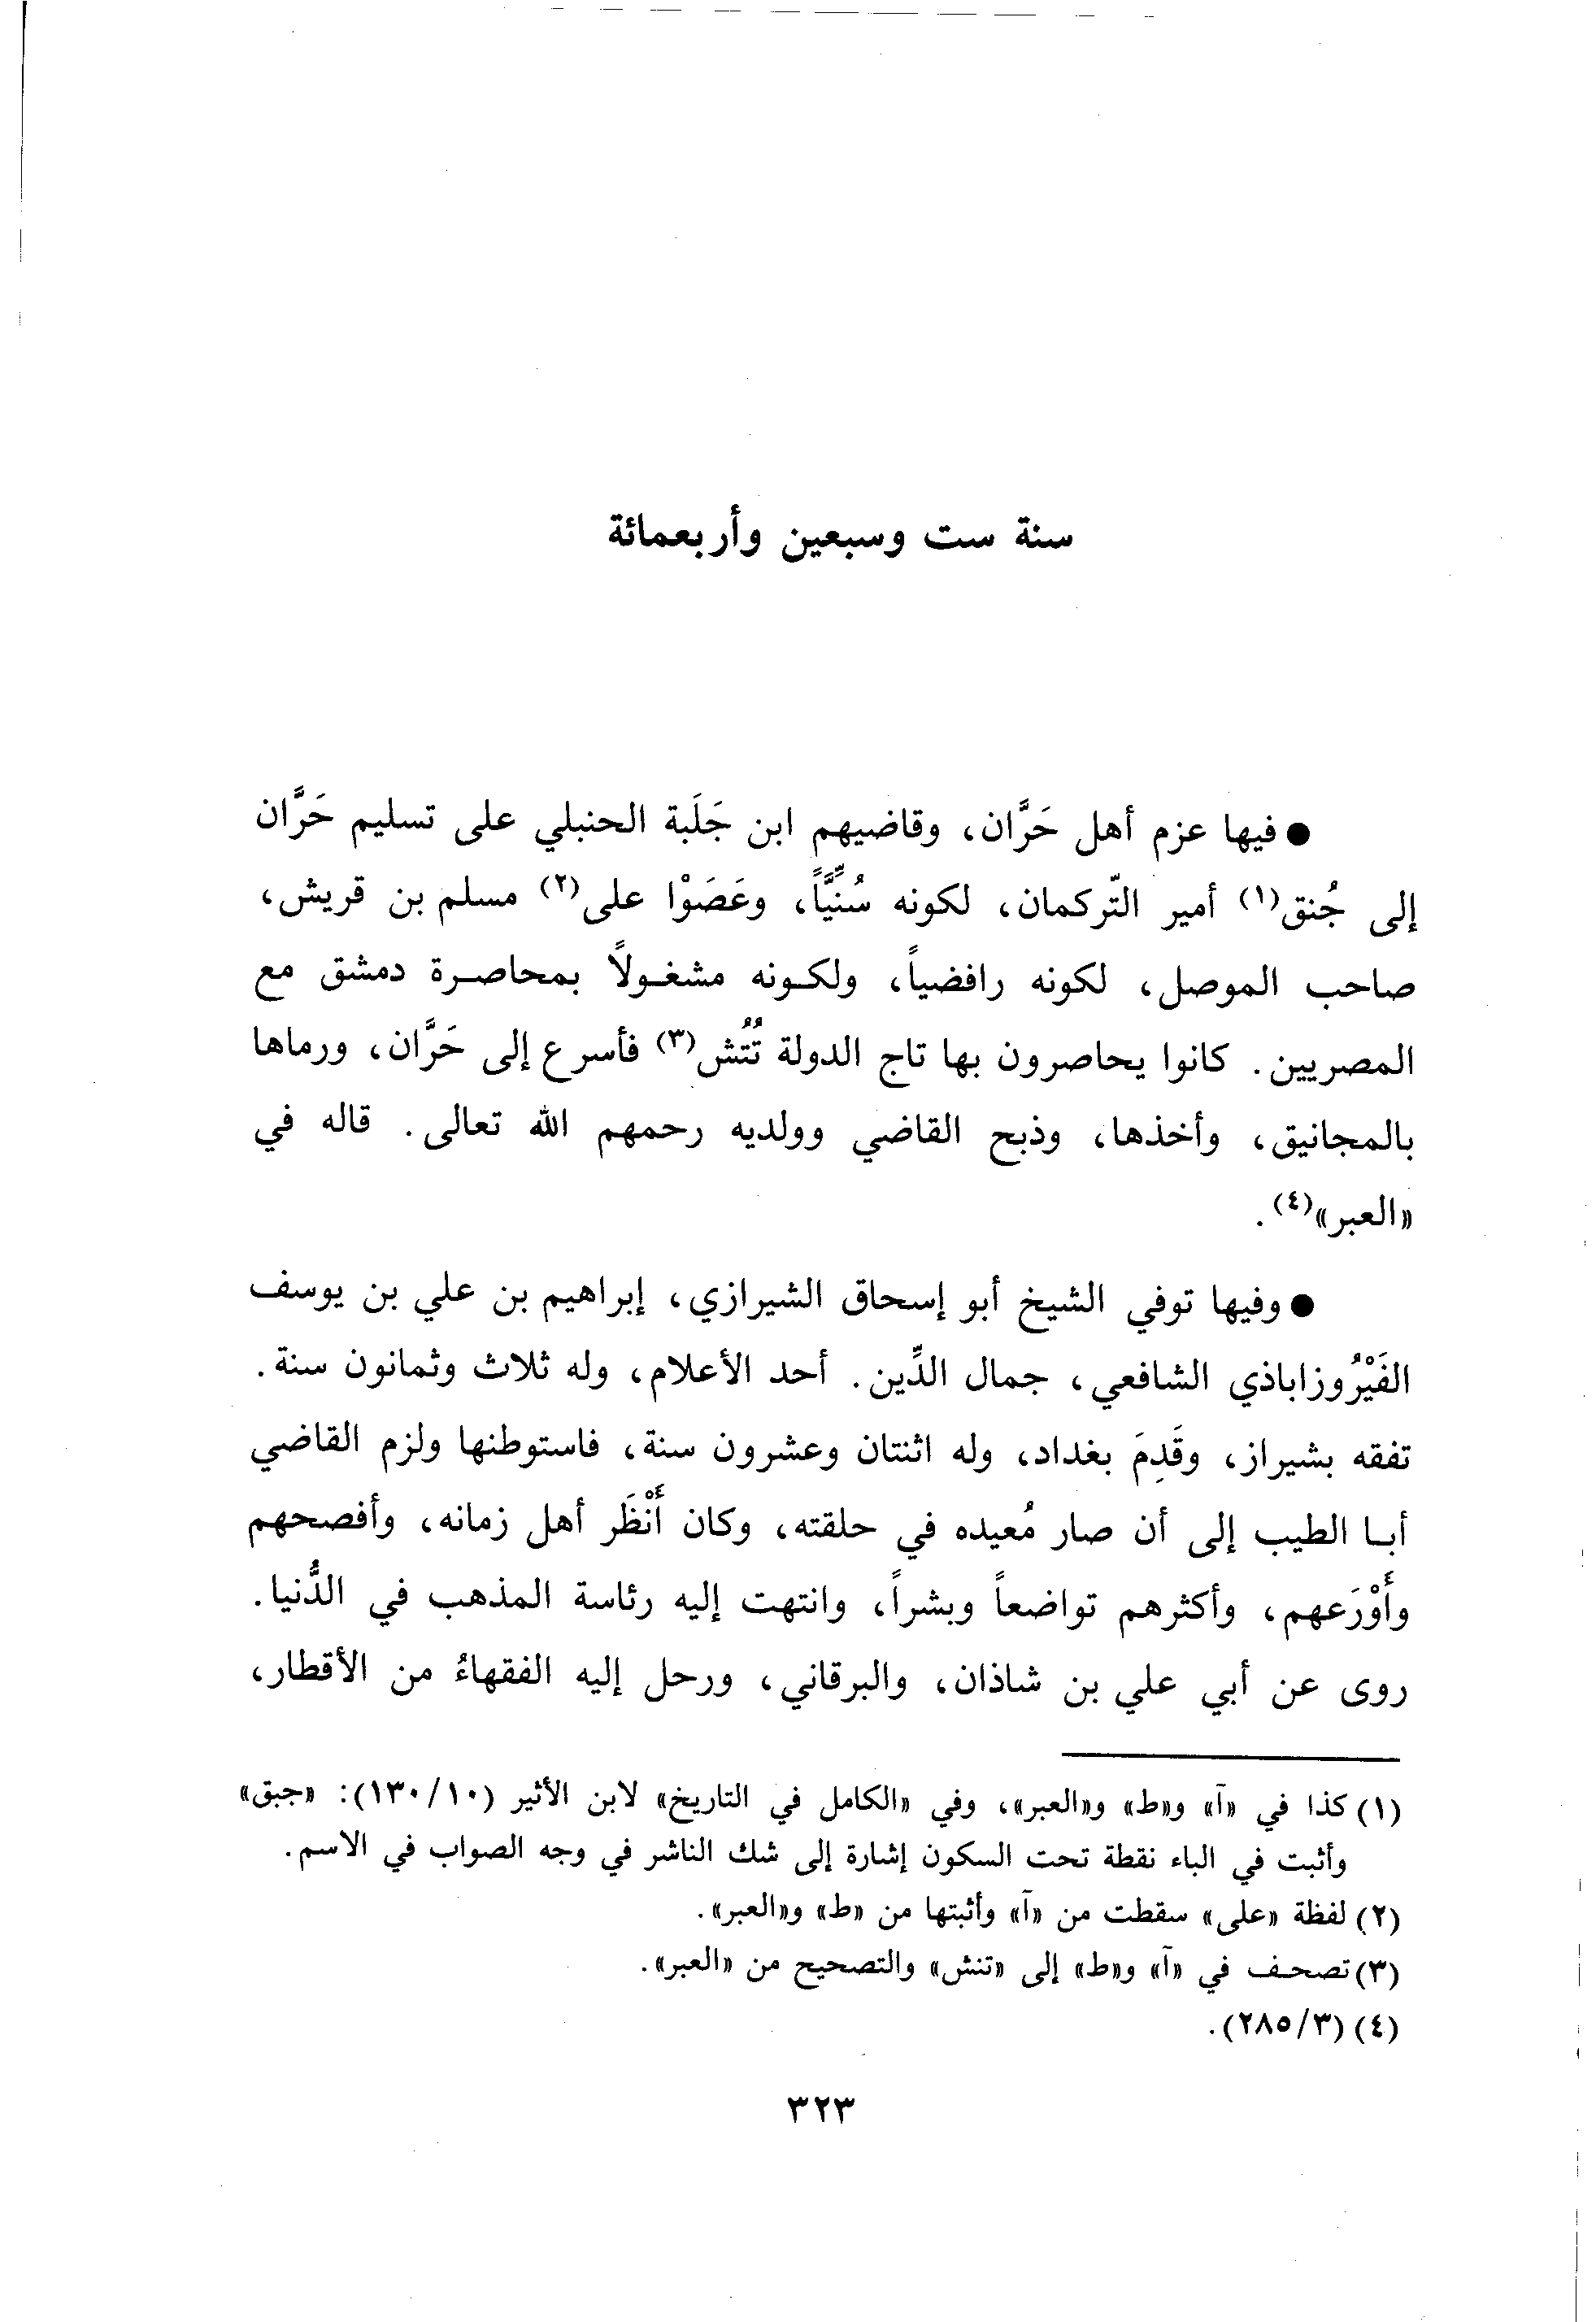 سنة ست وسبعين وأربعمائة
● فيها عزم أهل حَرَّان، وقاضيهم ابن جَلَبة الحنبلي على تسليم حَرَّان
إلى جُنق(١) أمير التّركمان، لكونه سُنِّيَّاً، وعَصَوْا على(٢) مسلم بن قريش،
صاحب الموصل، لكونه رافضياً، ولكونه مشغولاً بمحاصرة دمشق مع
المصريين. كانوا يحاصرون بها تاج الدولة تُتُش(٣) فأسرع إلى حَرَّان، ورماها
بالمجانيق، وأخذها، وذبح القاضي وولديه رحمهم الله تعالى. قاله في
«العبر»(٤).
● وفيها توفي الشيخ أبو إسحاق الشيرازي، إبراهيم بن علي بن يوسف
الفَيْرُوزاباذي الشافعي، جمال الدِّين. أحد الأعلام، وله ثلاث وثمانون سنة.
تفقه بشيراز، وقَدِمَ بغداد، وله اثنتان وعشرون سنة، فاستوطنها ولزم القاضي
أبا الطيب إلى أن صار مُعيده في حلقته، وكان أَنْظَر أهل زمانه، وأفصحهم
وأَوْرَعهم، وأكثرهم تواضعاً وبشراً، وانتهت إليه رئاسة المذهب في الدُّنيا.
روى عن أبي علي بن شاذان، والبرقاني، ورحل إليه الفقهاءُ من الأقطار،
(١) كذا في «آ» و«ط» و«العبر»، وفي «الكامل في التاريخ» لابن الأثير (١٣٠/١٠): «جبق»
وأثبت في الباء نقطة تحت السكون إشارة إلى شك الناشر في وجه الصواب في الاسم.
(٢) لفظة «على» سقطت من «آ» وأثبتها من «ط» و«العبر».
(٣) تصحف في «آ» و«ط» إلى «تنش» والتصحيح من «العبر».
(٤) (٢٨٥/٣).
٣٢٣